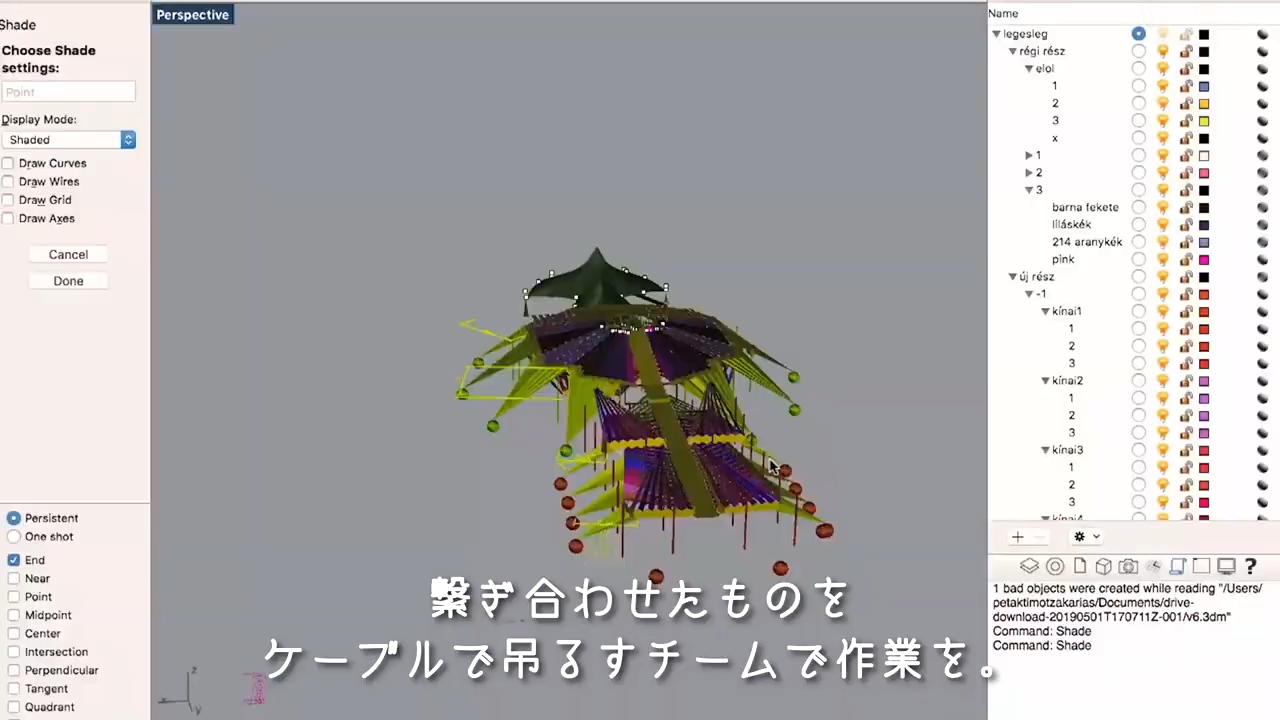 Shade
Choose Shade
settings:
Point
Display Mode:
Shaded
Draw Curves
Draw Wires
Draw Grid
Draw Axes
Cancel
Done
Persistent
One shot
End
Near
Point
Midpoint
Center
Intersection
Perpendicular
Tangent
Quadrant
Perspective
z
y
繋ぎ合わせたものを
ケーブルで吊るすチームで作業を。
Name
legesleg
régi rész
elol
1
2
3
x
1
2
3
barna fekete
liláskék
214 aranykék
pink
új rész
-1
kínai1
1
2
3
kínai2
1
2
3
kínai3
1
2
3
kínai4
1 bad objects were created while reading "/Users/
petaktimotzakarias/Documents/drive-
download-20190501T170711Z-001/v6.3dm"
Command: Shade
Command: Shade